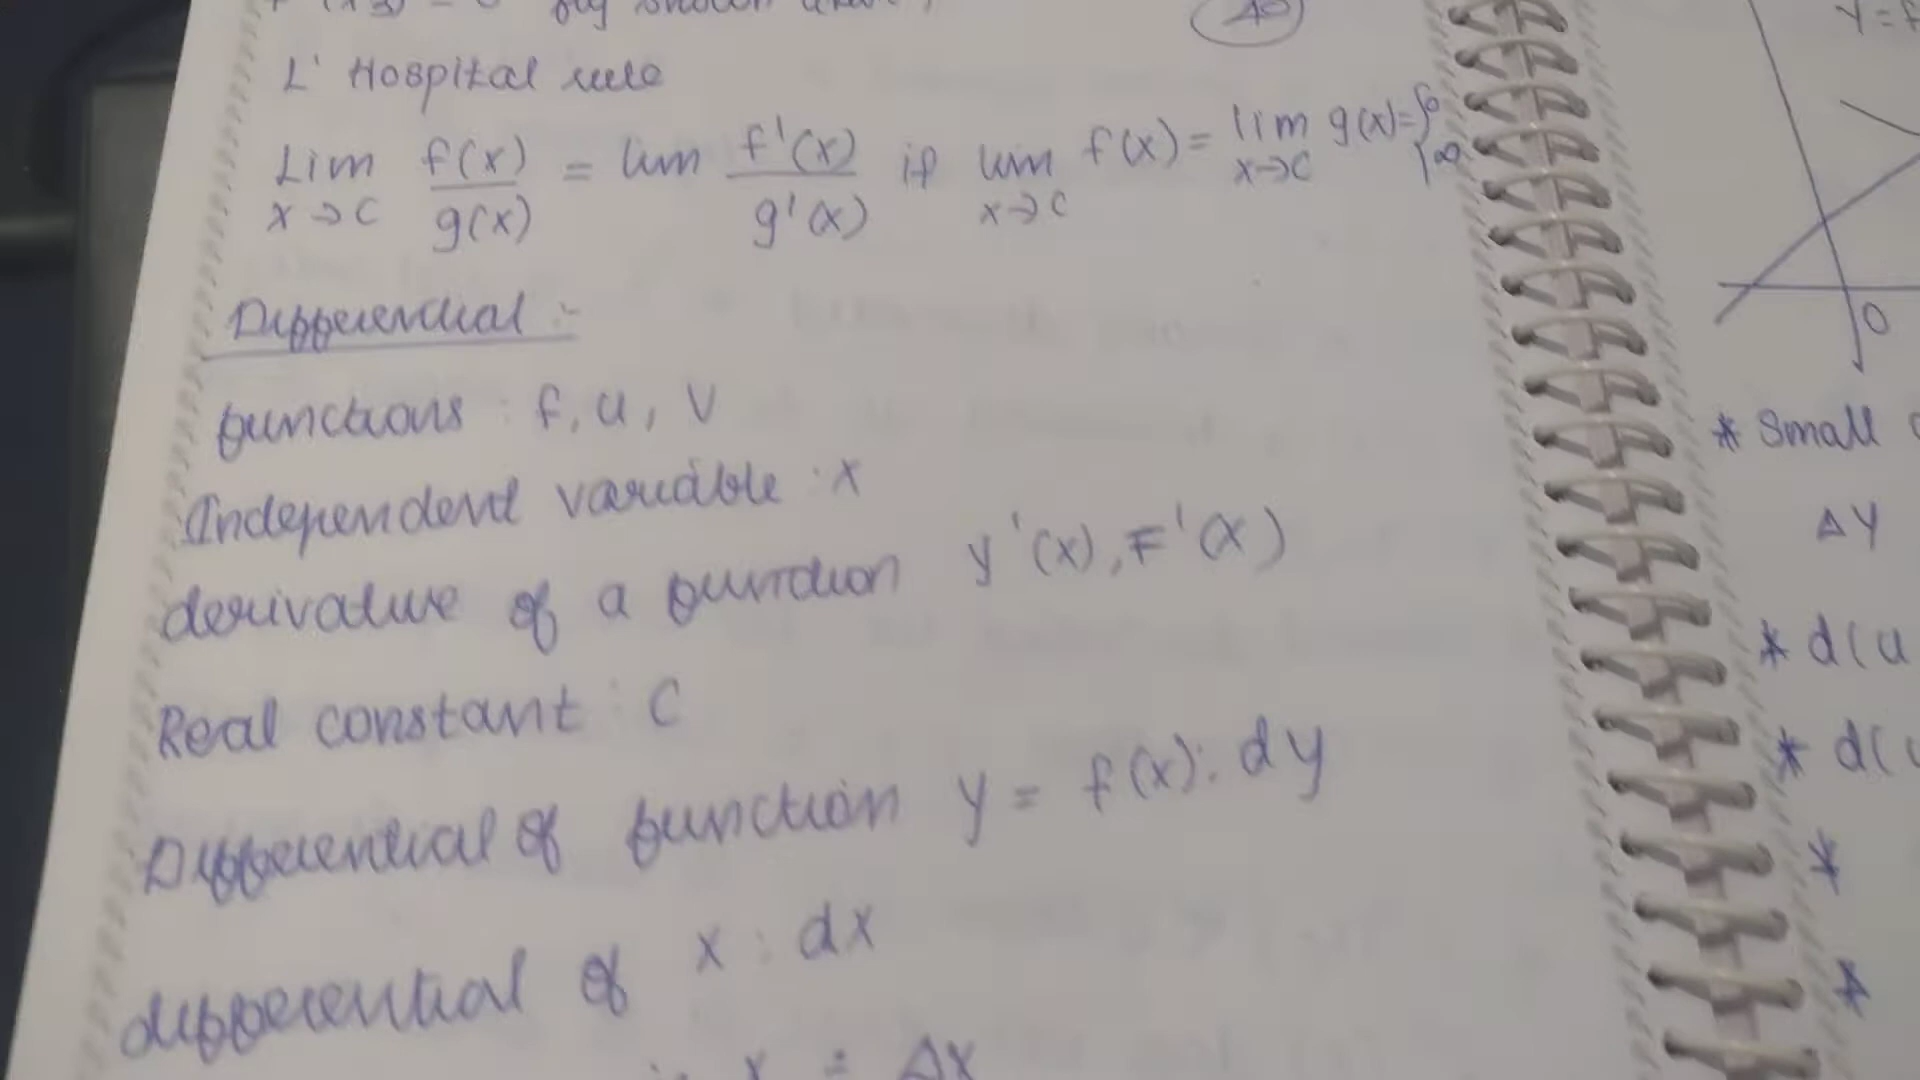 L' Hospital rule
Lim x→c f(x)/g(x) = lim f'(x)/g'(x) if lim x→c f(x) = lim x→c g(x) = {0 ∞
Differential :-
functions : f, u, v
Independent variable : x
derivative of a function y'(x), F'(x)
Real constant : C
Differential of function y = f(x) : dy
differential of x : dx
x : Δx
O
* Small
Δy
* d(u
* d(
*
*